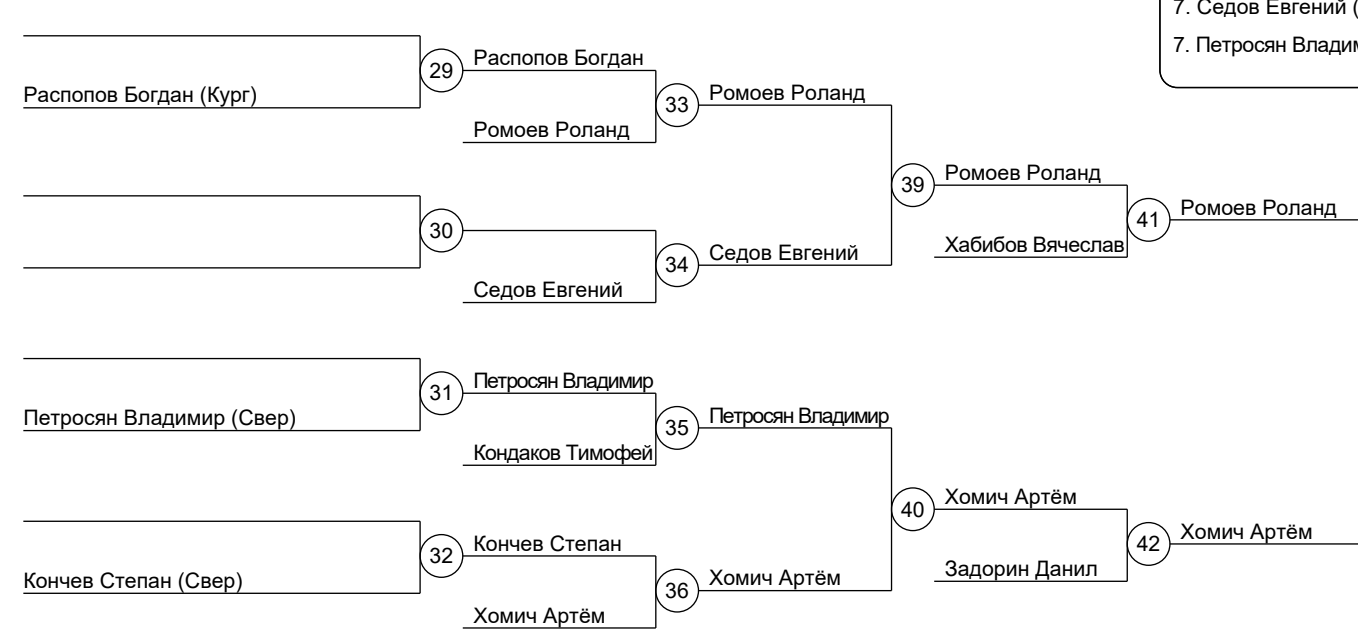 7. Седов Евгений (
7. Петросян Владим
29
Распопов Богдан
Распопов Богдан (Кург)
33
Ромоев Роланд
Ромоев Роланд
39
Ромоев Роланд
41
Ромоев Роланд
30
34
Седов Евгений
Хабибов Вячеслав
Седов Евгений
31
Петросян Владимир
Петросян Владимир (Свер)
35
Петросян Владимир
Кондаков Тимофей
40
Хомич Артём
42
Хомич Артём
32
Кончев Степан
Кончев Степан (Свер)
36
Хомич Артём
Задорин Данил
Хомич Артём